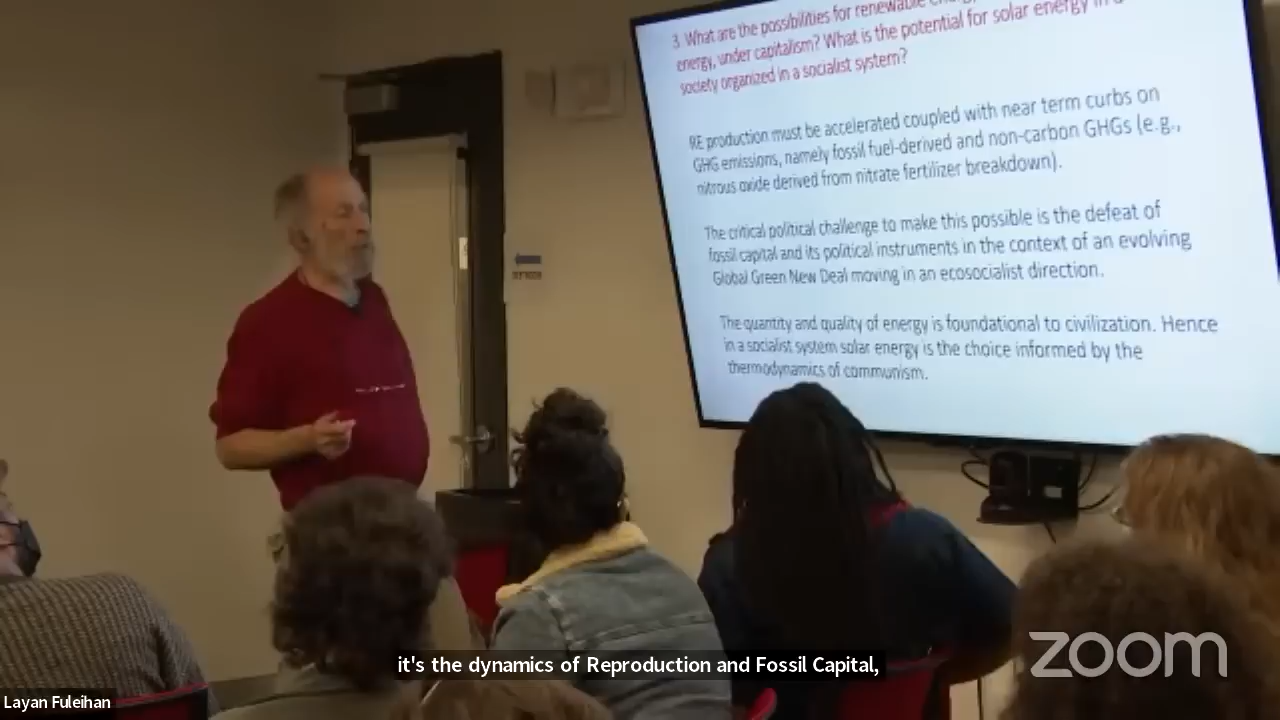 3. What are the possibilities for renewable
energy, under capitalism? What is the potential for solar energy in a
society organized in a socialist system?
RE production must be accelerated coupled with near term curbs on
GHG emissions, namely fossil fuel-derived and non-carbon GHGs (e.g.,
nitrous oxide derived from nitrate fertilizer breakdown).
The critical political challenge to make this possible is the defeat of
fossil capital and its political instruments in the context of an evolving
Global Green New Deal moving in an ecosocialist direction.
The quantity and quality of energy is foundational to civilization. Hence
in a socialist system solar energy is the choice informed by the
thermodynamics of communism.
it's the dynamics of Reproduction and Fossil Capital,
Layan Fuleihan
zoom